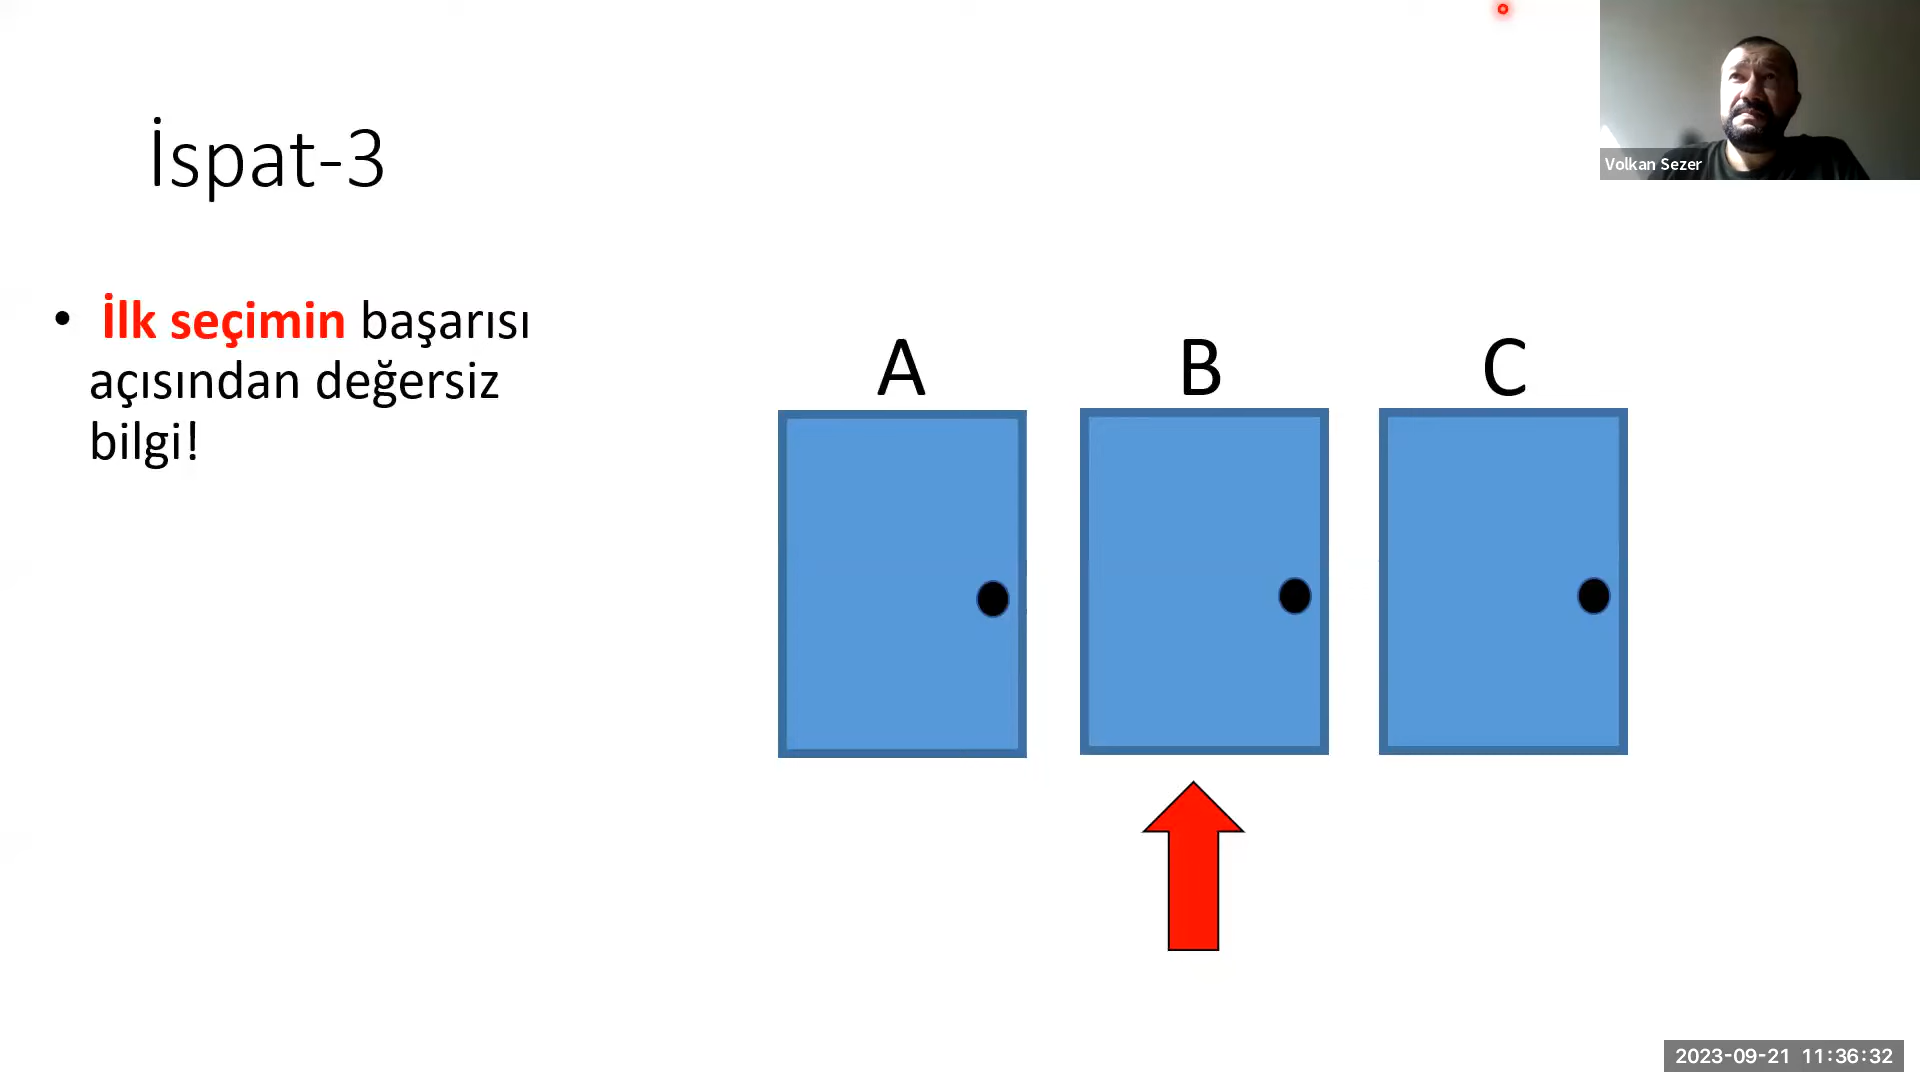 İspat-3
• İlk seçimin başarısı
açısından değersiz
bilgi!
A B C
Volkan Sezer
2023-09-21 11:36:32